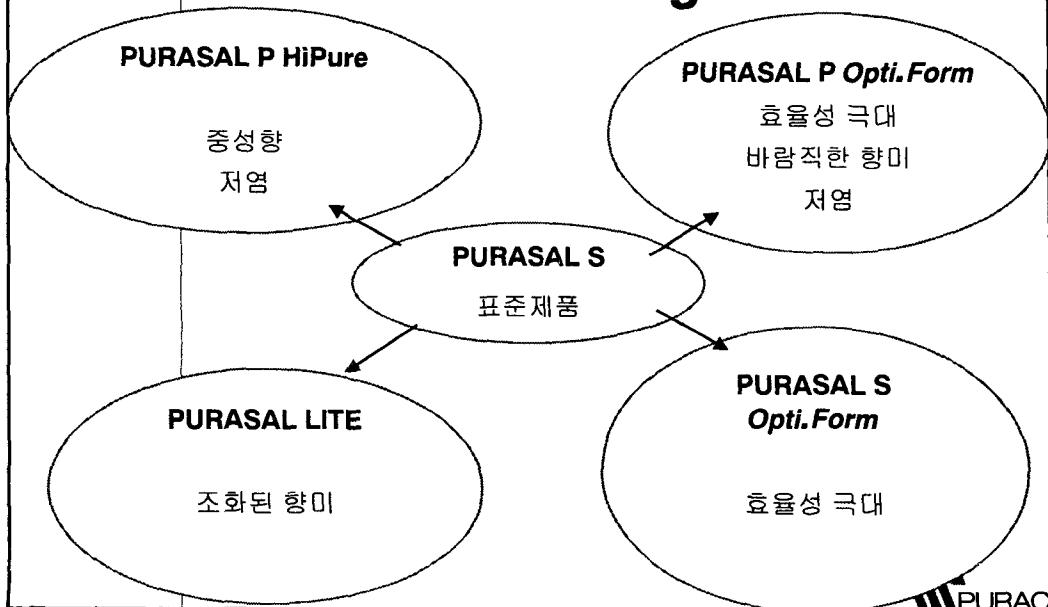 PURASAL P HiPure
중성향
저염
PURASAL P Opti.Form
효율성 극대
바람직한 향미
저염
PURASAL S
표준제품
PURASAL LITE
조화된 향미
PURASAL S
Opti.Form
효율성 극대
PURAC